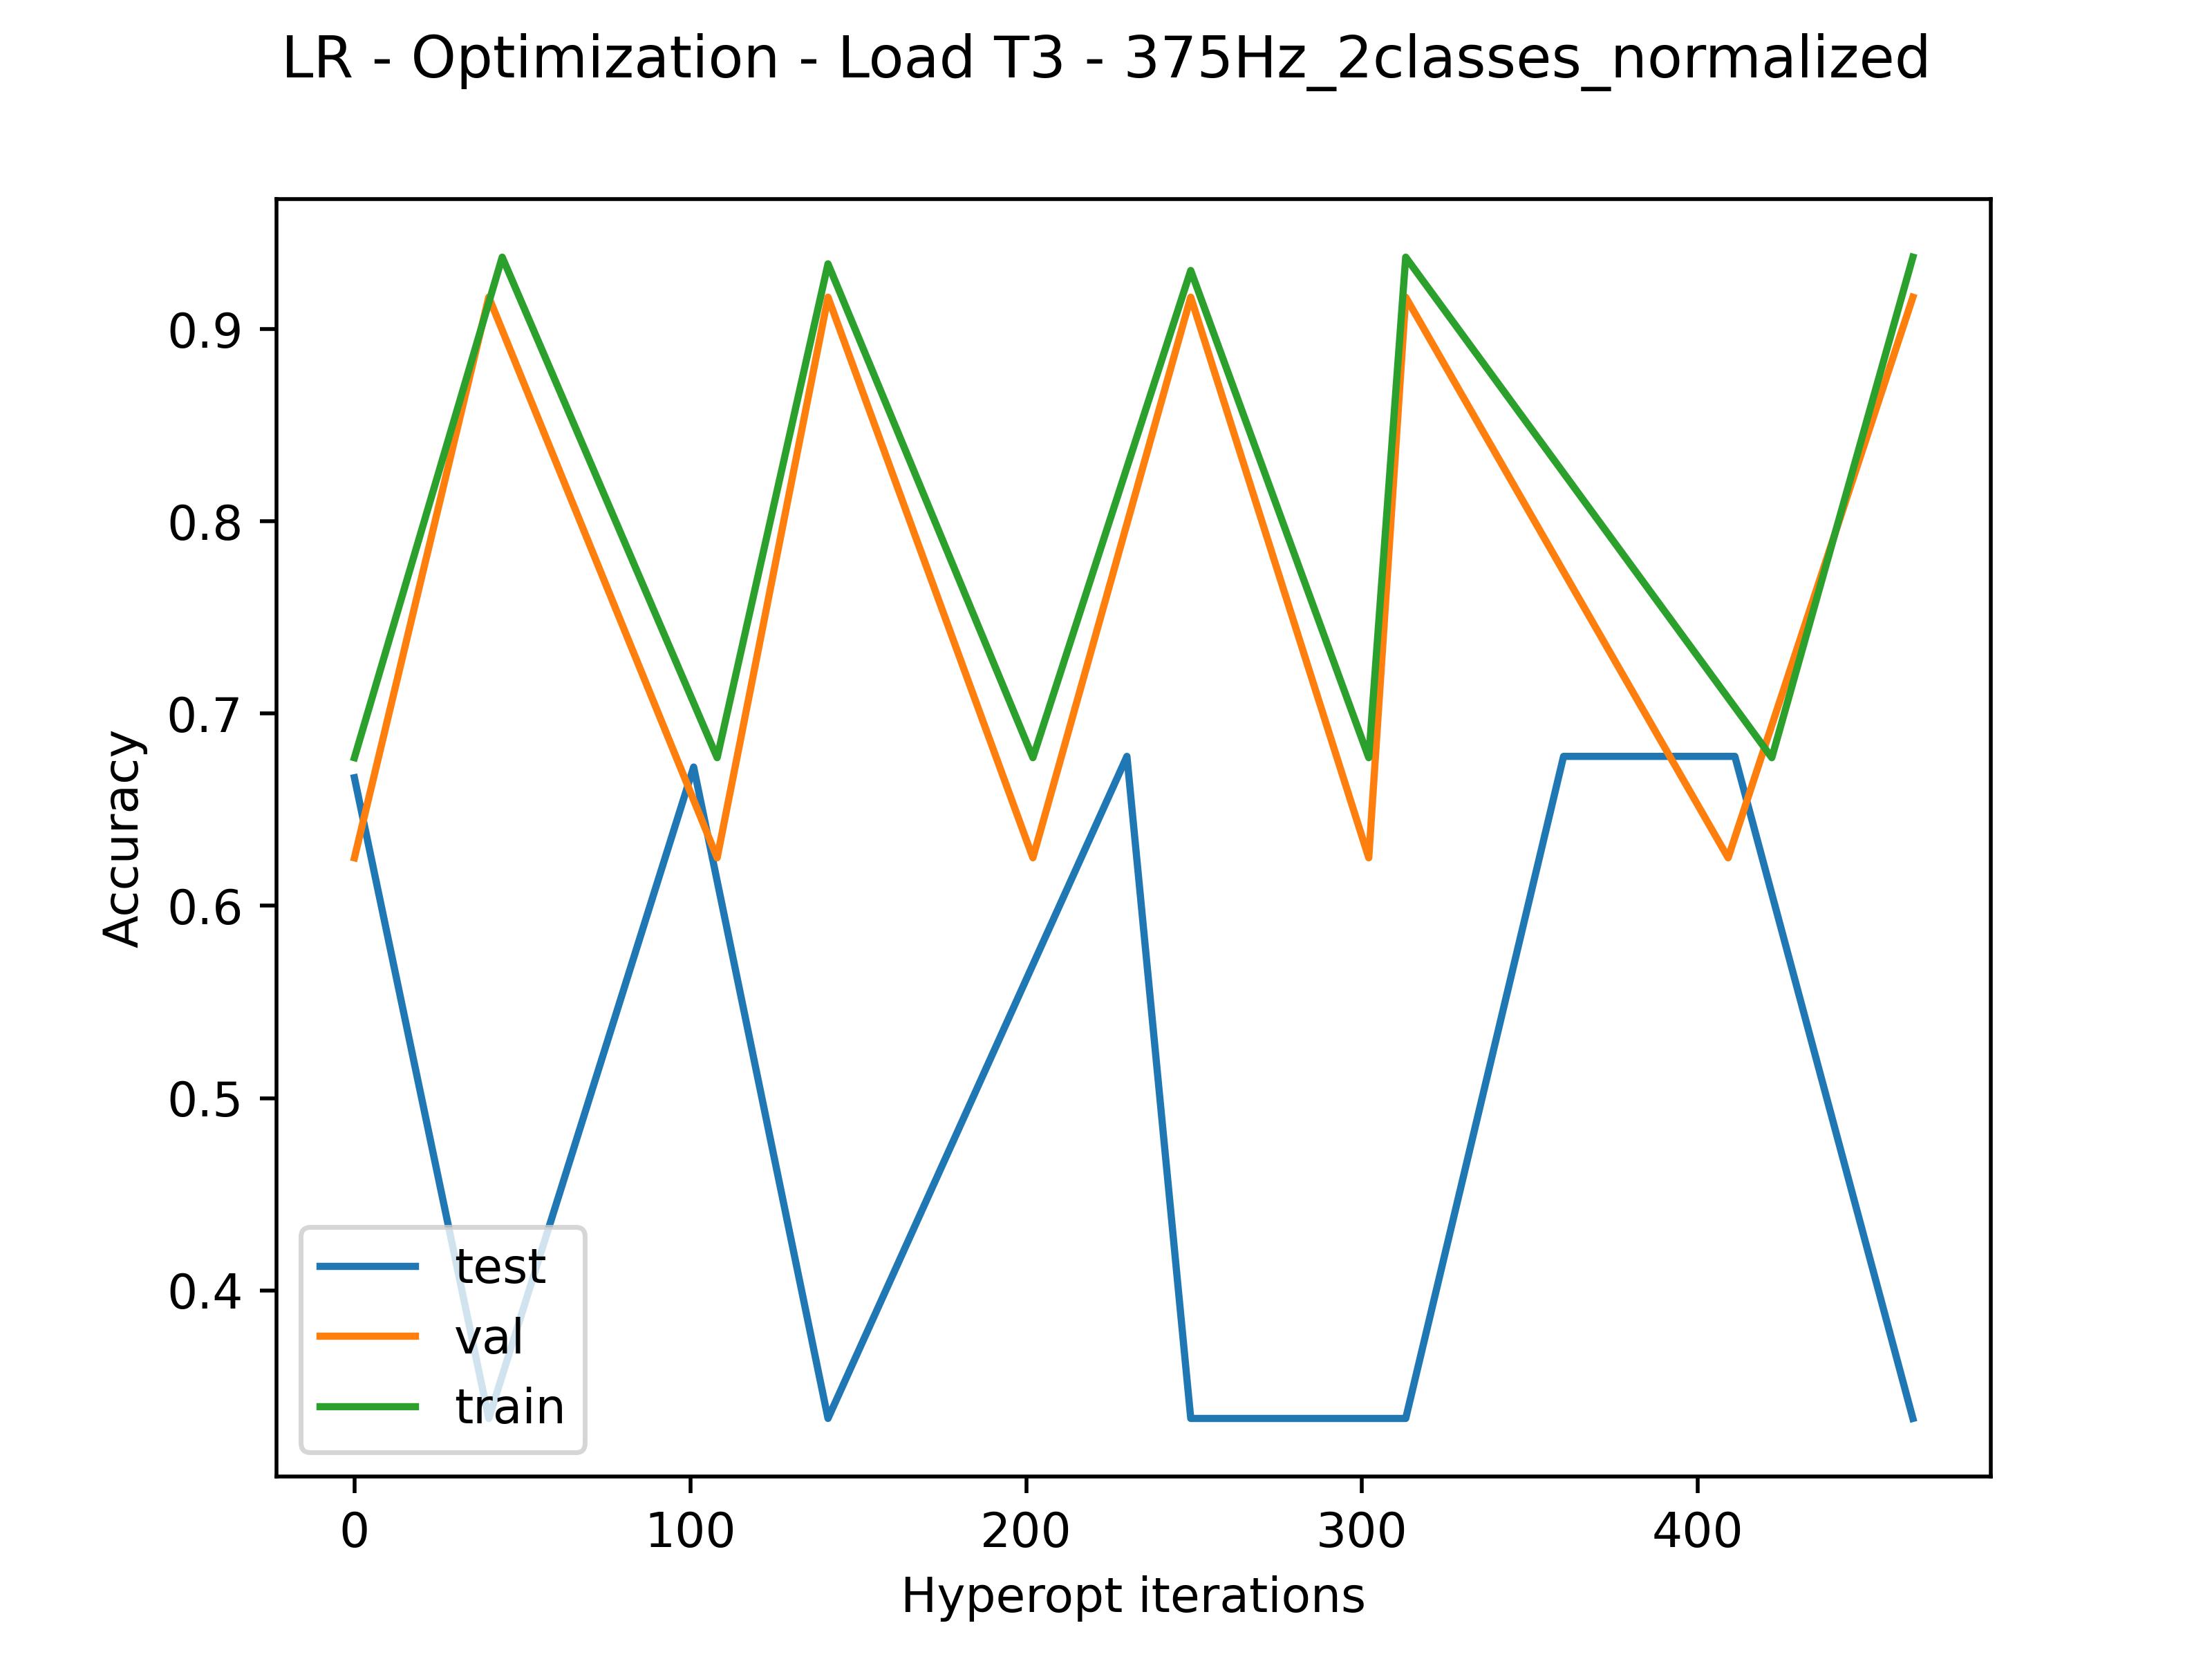 LR - Optimization - Load T3 - 375Hz_2classes_normalized
0.9
0.8
0.7
0.6
0.5
0.4
Accuracy
test
val
train
0 100 200 300 400
Hyperopt iterations